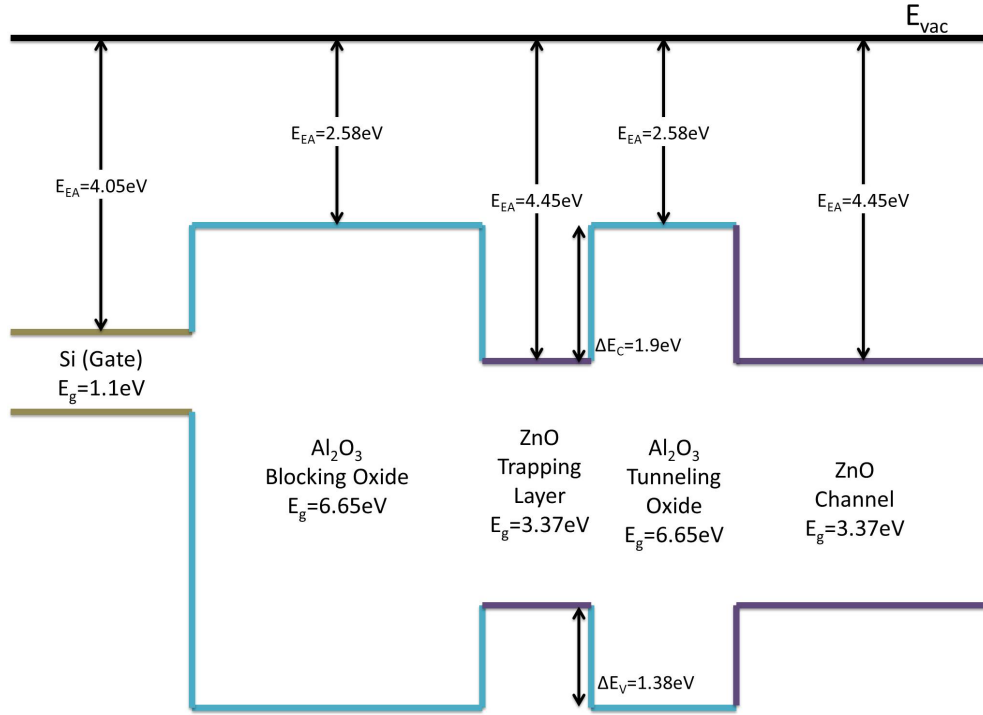 E_vac
E_EA=2.58eV
E_EA=2.58eV
E_EA=4.05eV
E_EA=4.45eV
E_EA=4.45eV
ΔE_C=1.9eV
Si (Gate)
E_g=1.1eV
Al₂O₃
Blocking Oxide
E_g=6.65eV
ZnO
Trapping
Layer
E_g=3.37eV
Al₂O₃
Tunneling
Oxide
E_g=6.65eV
ZnO
Channel
E_g=3.37eV
ΔE_V=1.38eV